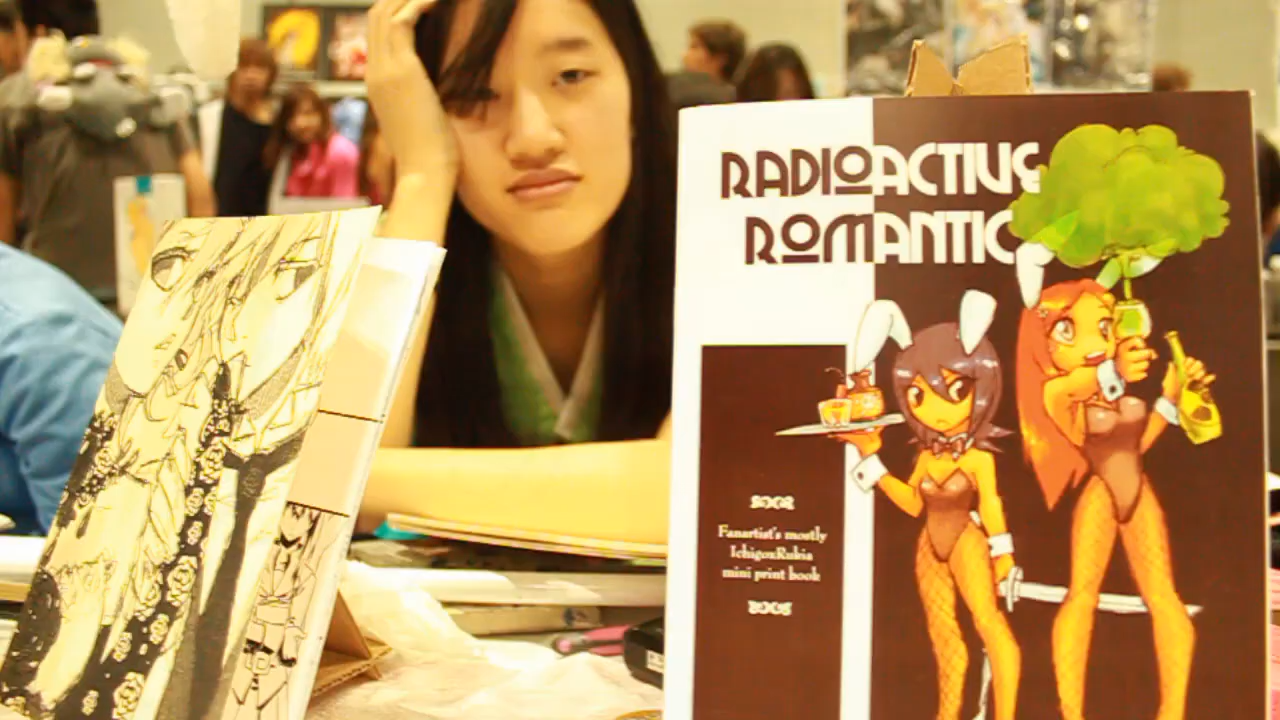 RADIOACTIVE
ROMANTIC
Fanartist's mostly
IchigoxRukia
mini print book